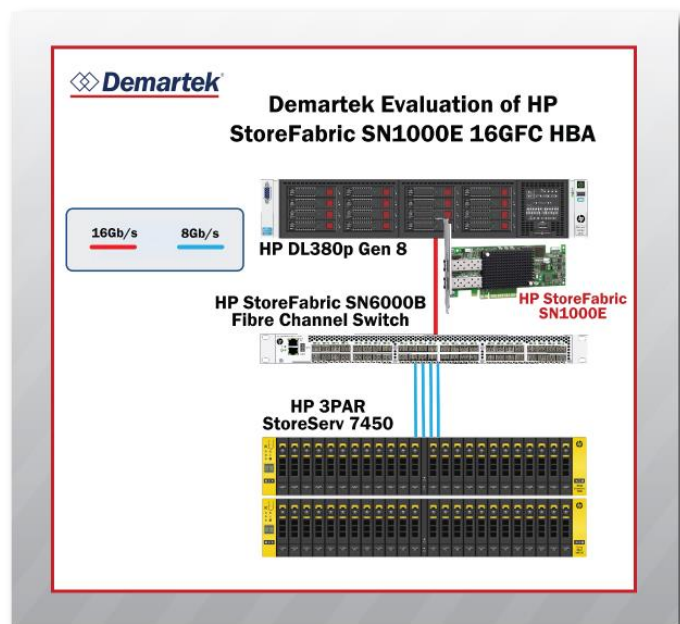 Demartek
Demartek Evaluation of HP
StoreFabric SN1000E 16GFC HBA
16Gb/s 8Gb/s
HP DL380p Gen 8
HP StoreFabric
SN1000E
HP StoreFabric SN6000B
Fibre Channel Switch
HP 3PAR
StoreServ 7450